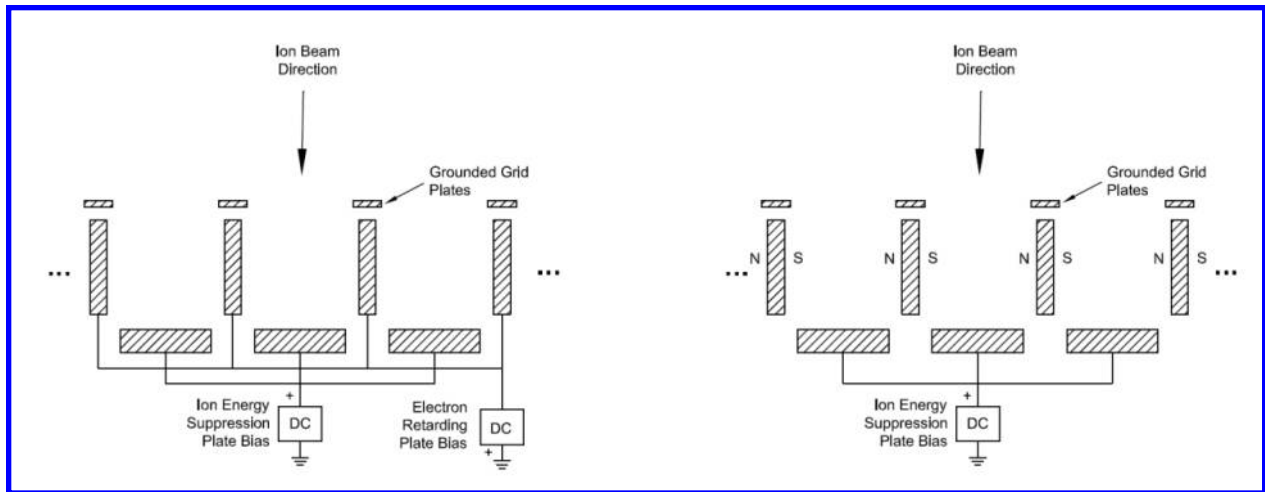 Ion Beam
Direction
Grounded Grid
Plates
...
...
Ion Energy
Suppression
Plate Bias
+
DC
Electron
Retarding
Plate Bias
DC
+
Ion Beam
Direction
Grounded Grid
Plates
... N S N S N S N S ...
+
Ion Energy
Suppression
Plate Bias
DC